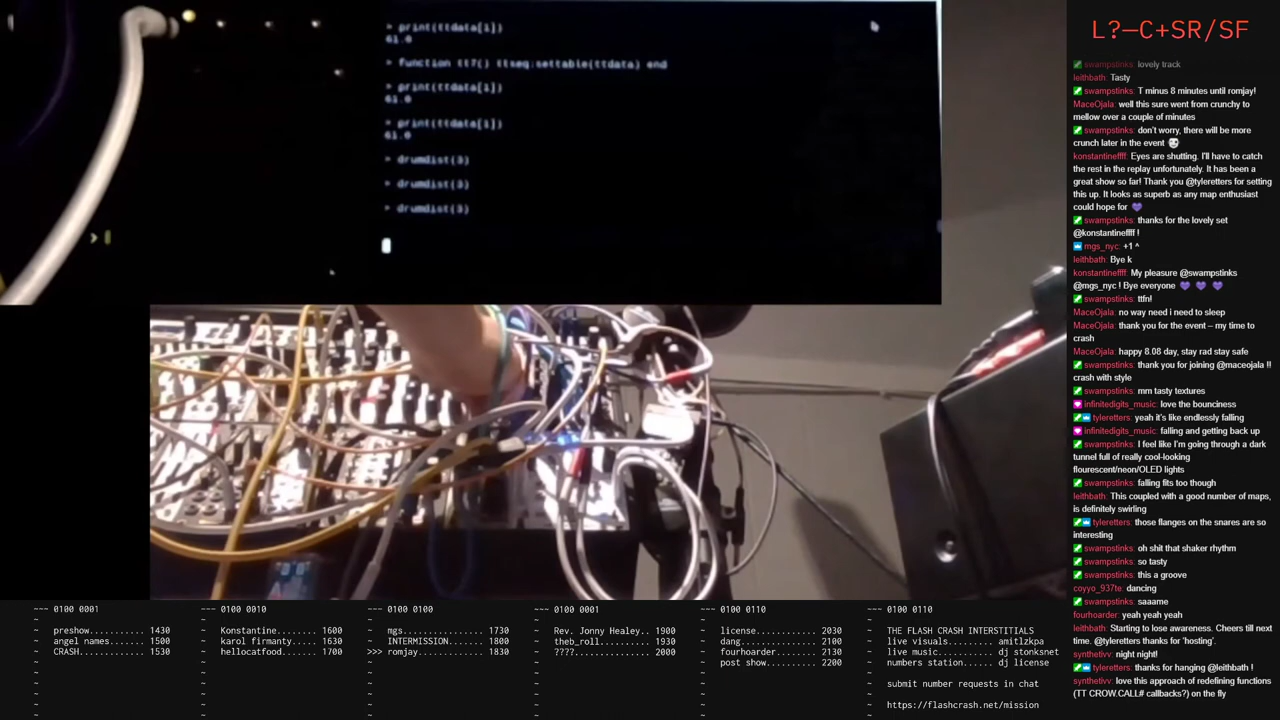 > print(ttdata[1])
61.0
> function tt7() ttseq:settable(ttdata) end
> print(ttdata[1])
61.0
> print(ttdata[1])
61.0
> drumdist(3)
> drumdist(3)
> drumdist(3)
>
L?—C+SR/SF
swampstinks: lovely track
leithbath: Tasty
swampstinks: T minus 8 minutes until romjay!
MaceOjala: well this sure went from crunchy to
mellow over a couple of minutes
swampstinks: don't worry, there will be more
crunch later in the event
konstantineffff: Eyes are shutting. I'll have to catch
the rest in the replay unfortunately. It has been a
great show so far! Thank you @tyleretters for setting
this up. It looks as superb as any map enthusiast
could hope for 💜
swampstinks: thanks for the lovely set
@konstantineffff !
mgs_nyc: +1 ^
leithbath: Bye k
konstantineffff: My pleasure @swampstinks
@mgs_nyc ! Bye everyone 💜 💜 💜
swampstinks: ttfn!
MaceOjala: no way need i need to sleep
MaceOjala: thank you for the event – my time to
crash
MaceOjala: happy 8.08 day, stay rad stay safe
swampstinks: thank you for joining @maceojala !!
crash with style
swampstinks: mm tasty textures
infinitedigits_music: love the bounciness
tyleretters: yeah it's like endlessly falling
infinitedigits_music: falling and getting back up
swampstinks: I feel like I'm going through a dark
tunnel full of really cool-looking
flourescent/neon/OLED lights
swampstinks: falling fits too though
leithbath: This coupled with a good number of maps,
is definitely swirling
tyleretters: those flanges on the snares are so
interesting
swampstinks: oh shit that shaker rhythm
swampstinks: so tasty
swampstinks: this a groove
coyyo_937te: dancing
swampstinks: saaame
fourhoarder: yeah yeah yeah
leithbath: Starting to lose awareness. Cheers till next
time. @tyleretters thanks for 'hosting'.
synthetivv: night night!
tyleretters: thanks for hanging @leithbath !
synthetivv: love this approach of redefining functions
(TT CROW.CALL# callbacks?) on the fly
~~~ 0100 0001
preshow.......... 1430
angel names...... 1500
CRASH............ 1530
~~~ 0100 0010
Konstantine...... 1600
karol firmanty... 1630
hellocatfood..... 1700
~~~ 0100 0100
mgs.............. 1730
INTERMISSION..... 1800
>>> romjay........... 1830
~~~ 0100 0001
Rev. Jonny Healey.. 1900
theb_roll.......... 1930
????............... 2000
~~~ 0100 0110
license.......... 2030
dang............. 2100
fourhoarder...... 2130
post show........ 2200
~~~ 0100 0110
THE FLASH CRASH INTERSTITIALS
live visuals..... amitlzkpa
live music....... dj stonksnet
numbers station.. dj license
submit number requests in chat
https://flashcrash.net/mission